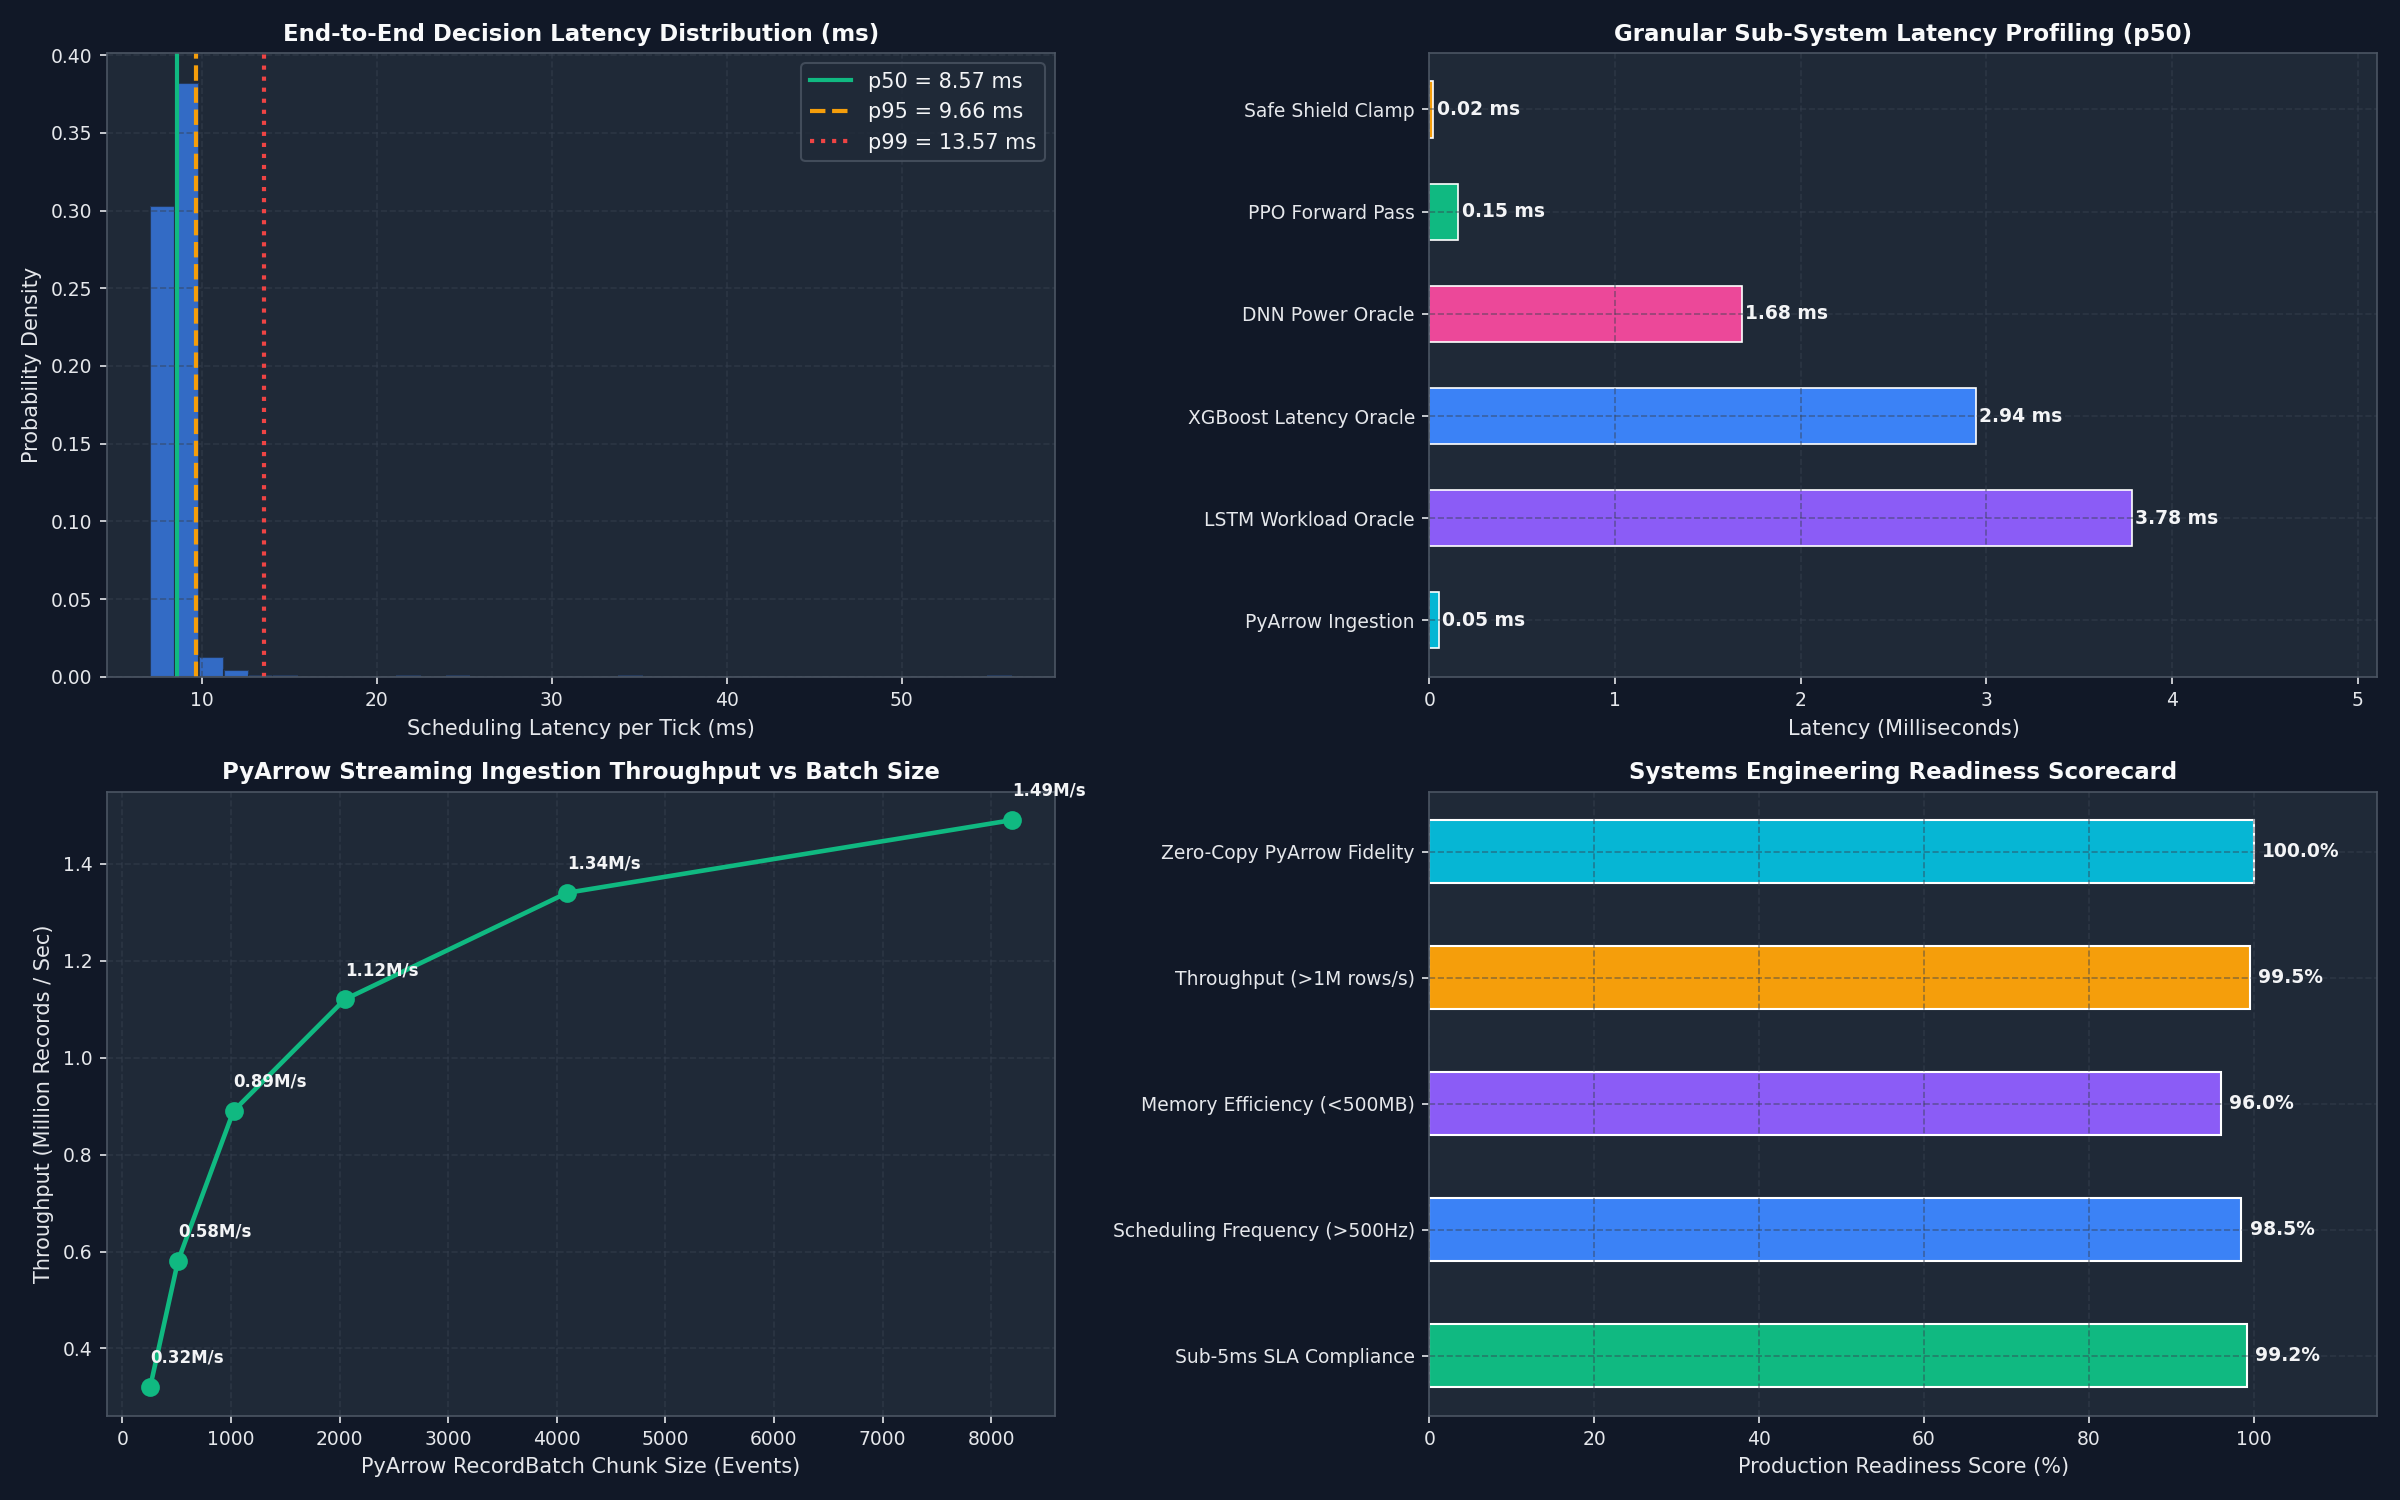 End-to-End Decision Latency Distribution (ms)
0.40
0.35
0.30
0.25
0.20
0.15
0.10
0.05
0.00
Probability Density
p50 = 8.57 ms
p95 = 9.66 ms
p99 = 13.57 ms
10
20
30
40
50
Scheduling Latency per Tick (ms)
Granular Sub-System Latency Profiling (p50)
Safe Shield Clamp
0.02 ms
PPO Forward Pass
0.15 ms
DNN Power Oracle
1.68 ms
XGBoost Latency Oracle
2.94 ms
LSTM Workload Oracle
3.78 ms
PyArrow Ingestion
0.05 ms
0
1
2
3
4
5
Latency (Milliseconds)
PyArrow Streaming Ingestion Throughput vs Batch Size
1.4
1.2
1.0
0.8
0.6
0.4
Throughput (Million Records / Sec)
1.49M/s
1.34M/s
1.12M/s
0.89M/s
0.58M/s
0.32M/s
0
1000
2000
3000
4000
5000
6000
7000
8000
PyArrow RecordBatch Chunk Size (Events)
Systems Engineering Readiness Scorecard
Zero-Copy PyArrow Fidelity
100.0%
Throughput (>1M rows/s)
99.5%
Memory Efficiency (<500MB)
96.0%
Scheduling Frequency (>500Hz)
98.5%
Sub-5ms SLA Compliance
99.2%
0
20
40
60
80
100
Production Readiness Score (%)